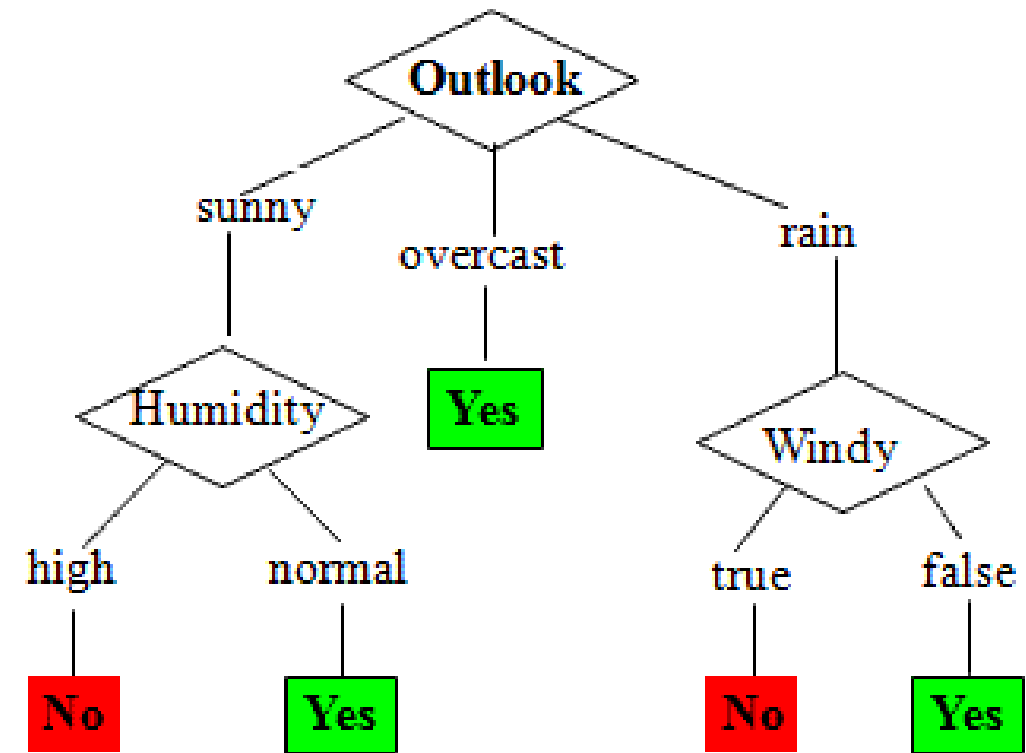 Outlook
sunny
overcast
rain
Humidity
Yes
Windy
high
normal
true
false
No
Yes
No
Yes